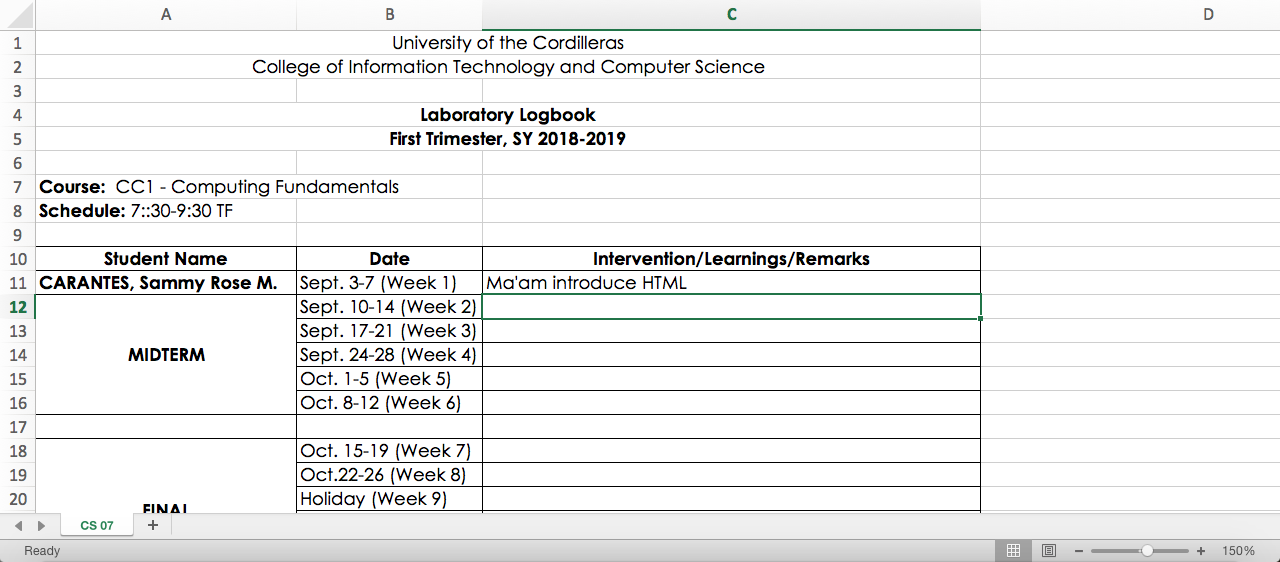 A B C D
1 University of the Cordilleras
2 College of Information Technology and Computer Science
3
4 Laboratory Logbook
5 First Trimester, SY 2018-2019
6
7 Course: CC1 - Computing Fundamentals
8 Schedule: 7::30-9:30 TF
9
10 Student Name Date Intervention/Learnings/Remarks
11 CARANTES, Sammy Rose M. Sept. 3-7 (Week 1) Ma'am introduce HTML
12 Sept. 10-14 (Week 2)
13 Sept. 17-21 (Week 3)
14 MIDTERM Sept. 24-28 (Week 4)
15 Oct. 1-5 (Week 5)
16 Oct. 8-12 (Week 6)
17
18 Oct. 15-19 (Week 7)
19 Oct.22-26 (Week 8)
20 Holiday (Week 9)
FINAL
CS 07 +
Ready − + 150%